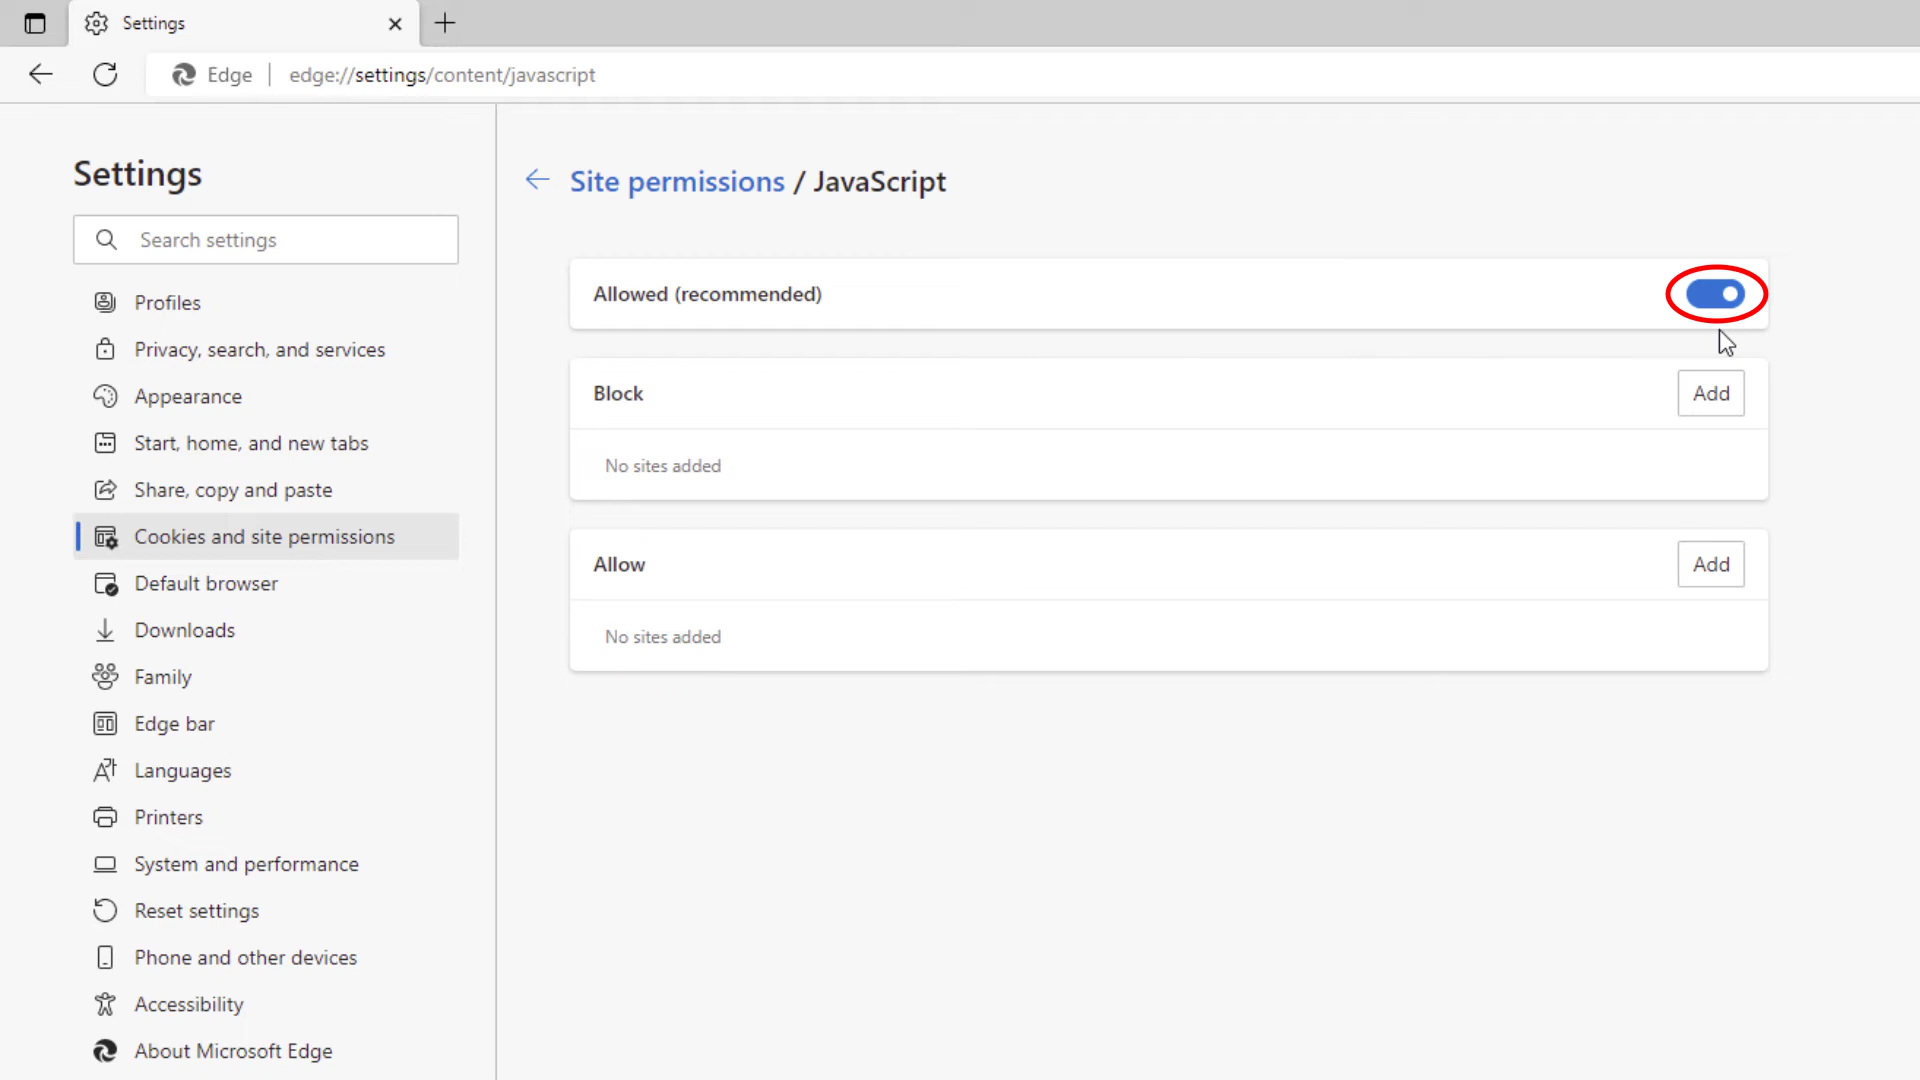 Settings
Edge | edge://settings/content/javascript
Settings
Search settings
Profiles
Privacy, search, and services
Appearance
Start, home, and new tabs
Share, copy and paste
Cookies and site permissions
Default browser
Downloads
Family
Edge bar
Languages
Printers
System and performance
Reset settings
Phone and other devices
Accessibility
About Microsoft Edge
Site permissions / JavaScript
Allowed (recommended)
Block
Add
No sites added
Allow
Add
No sites added